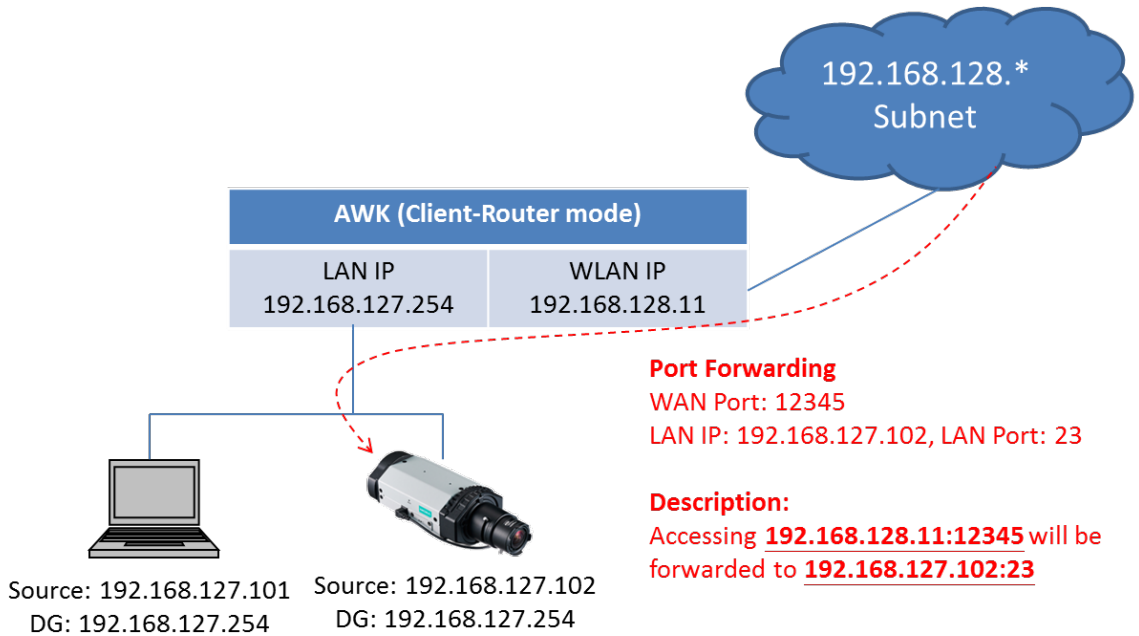 192.168.128.*
Subnet
AWK (Client-Router mode)
LAN IP
192.168.127.254
WLAN IP
192.168.128.11
Port Forwarding
WAN Port: 12345
LAN IP: 192.168.127.102, LAN Port: 23
Description:
Accessing 192.168.128.11:12345 will be
forwarded to 192.168.127.102:23
Source: 192.168.127.101
DG: 192.168.127.254
Source: 192.168.127.102
DG: 192.168.127.254